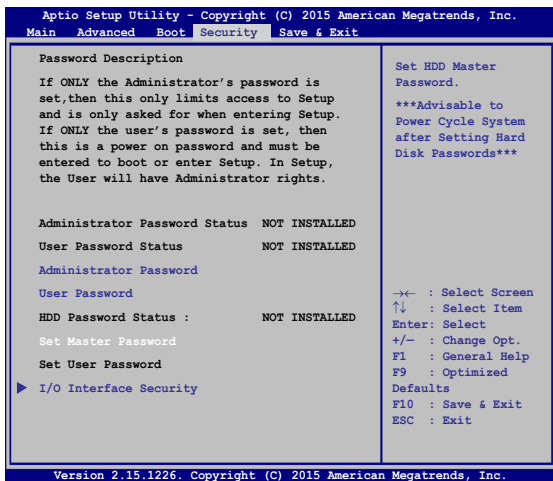 Aptio Setup Utility - Copyright (C) 2015 American Megatrends, Inc.
Main Advanced Boot Security Save & Exit
Password Description
If ONLY the Administrator's password is
set,then this only limits access to Setup
and is only asked for when entering Setup.
If ONLY the user's password is set, then
this is a power on password and must be
entered to boot or enter Setup. In Setup,
the User will have Administrator rights.
Administrator Password Status NOT INSTALLED
User Password Status NOT INSTALLED
Administrator Password
User Password
HDD Password Status : NOT INSTALLED
Set Master Password
Set User Password
I/O Interface Security
Set HDD Master
Password.
***Advisable to
Power Cycle System
after Setting Hard
Disk Passwords***
→← : Select Screen
↑↓ : Select Item
Enter: Select
+/— : Change Opt.
F1 : General Help
F9 : Optimized
Defaults
F10 : Save & Exit
ESC : Exit
Version 2.15.1226. Copyright (C) 2015 American Megatrends, Inc.